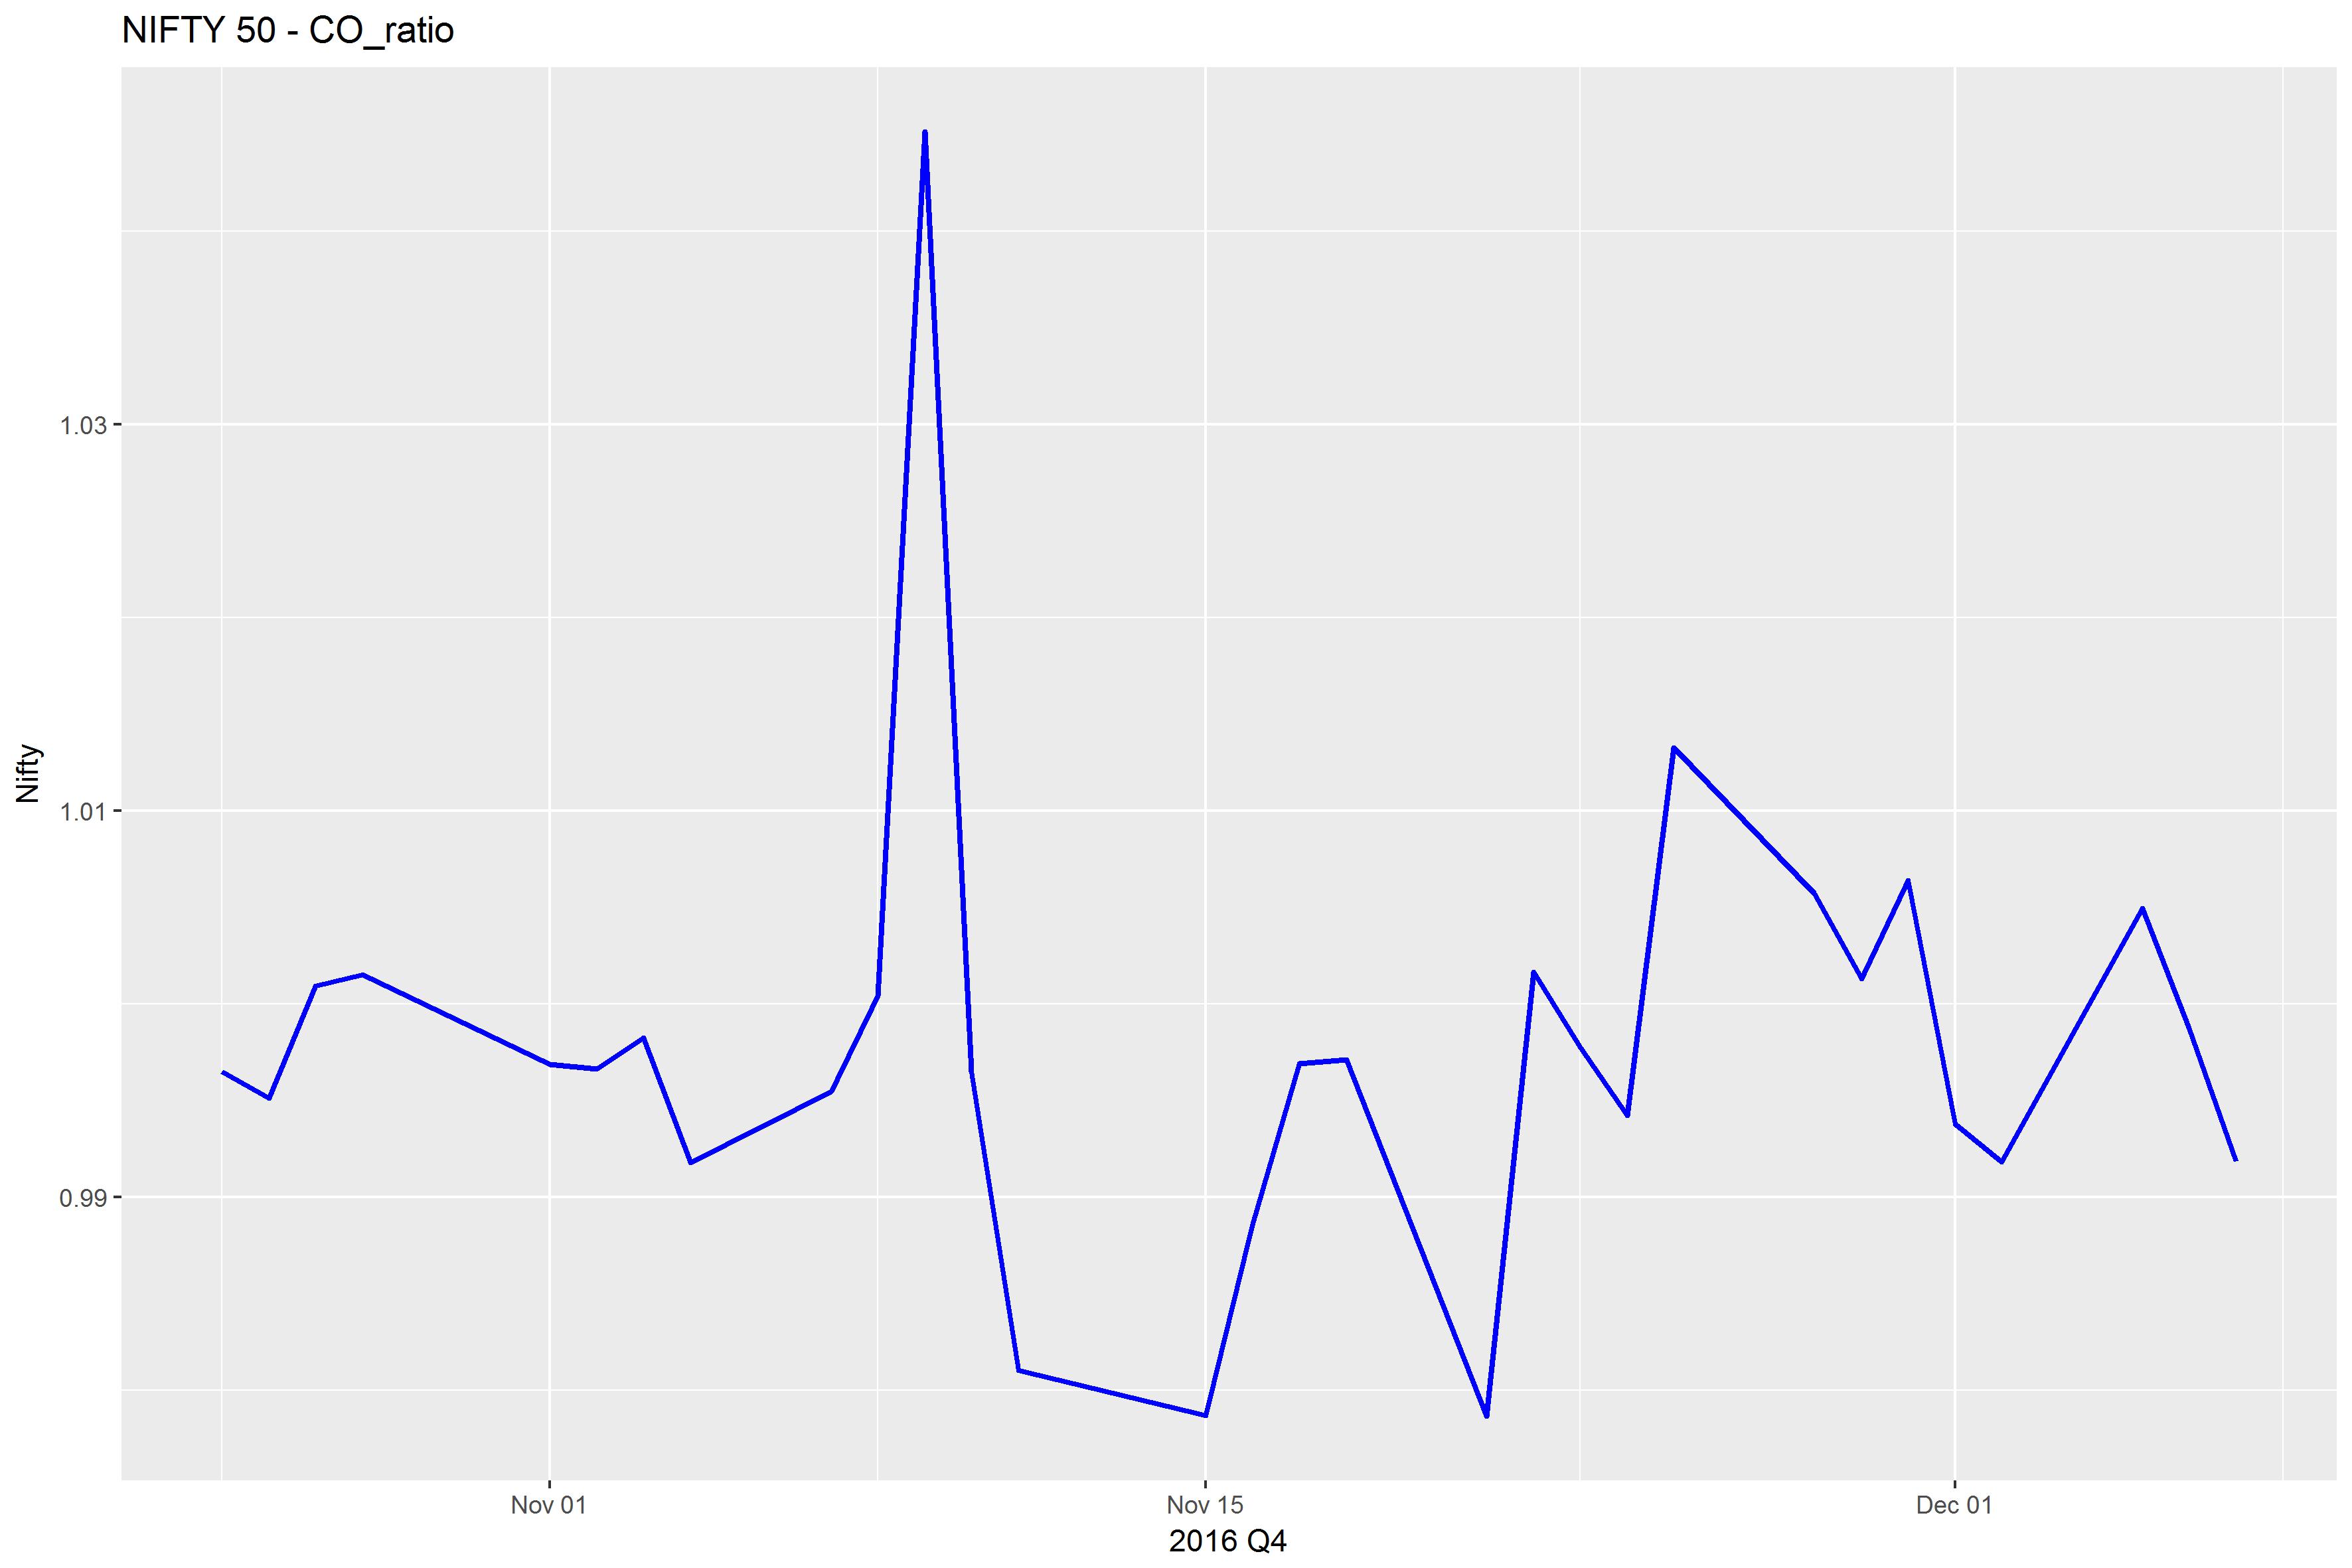 NIFTY 50 - CO_ratio
Nifty
1.03
1.01
0.99
Nov 01
Nov 15
Dec 01
2016 Q4